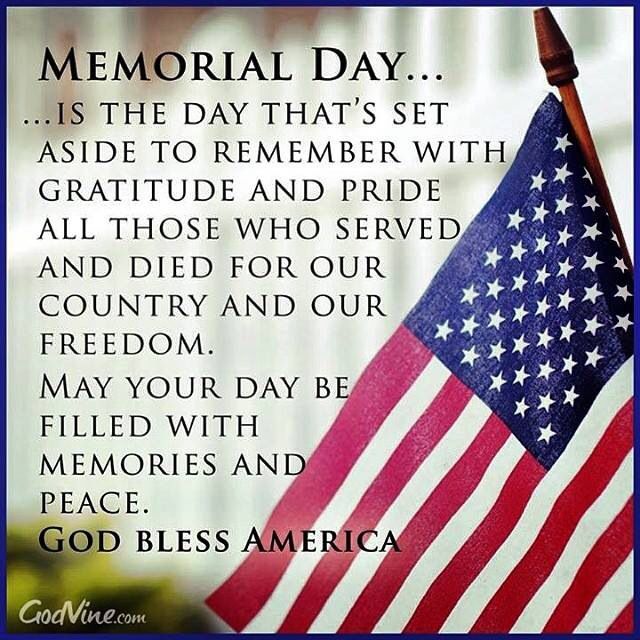 MEMORIAL DAY...
...IS THE DAY THAT'S SET
ASIDE TO REMEMBER WITH
GRATITUDE AND PRIDE
ALL THOSE WHO SERVED
AND DIED FOR OUR
COUNTRY AND OUR
FREEDOM.
MAY YOUR DAY BE
FILLED WITH
MEMORIES AND
PEACE.
GOD BLESS AMERICA
GodVine.com